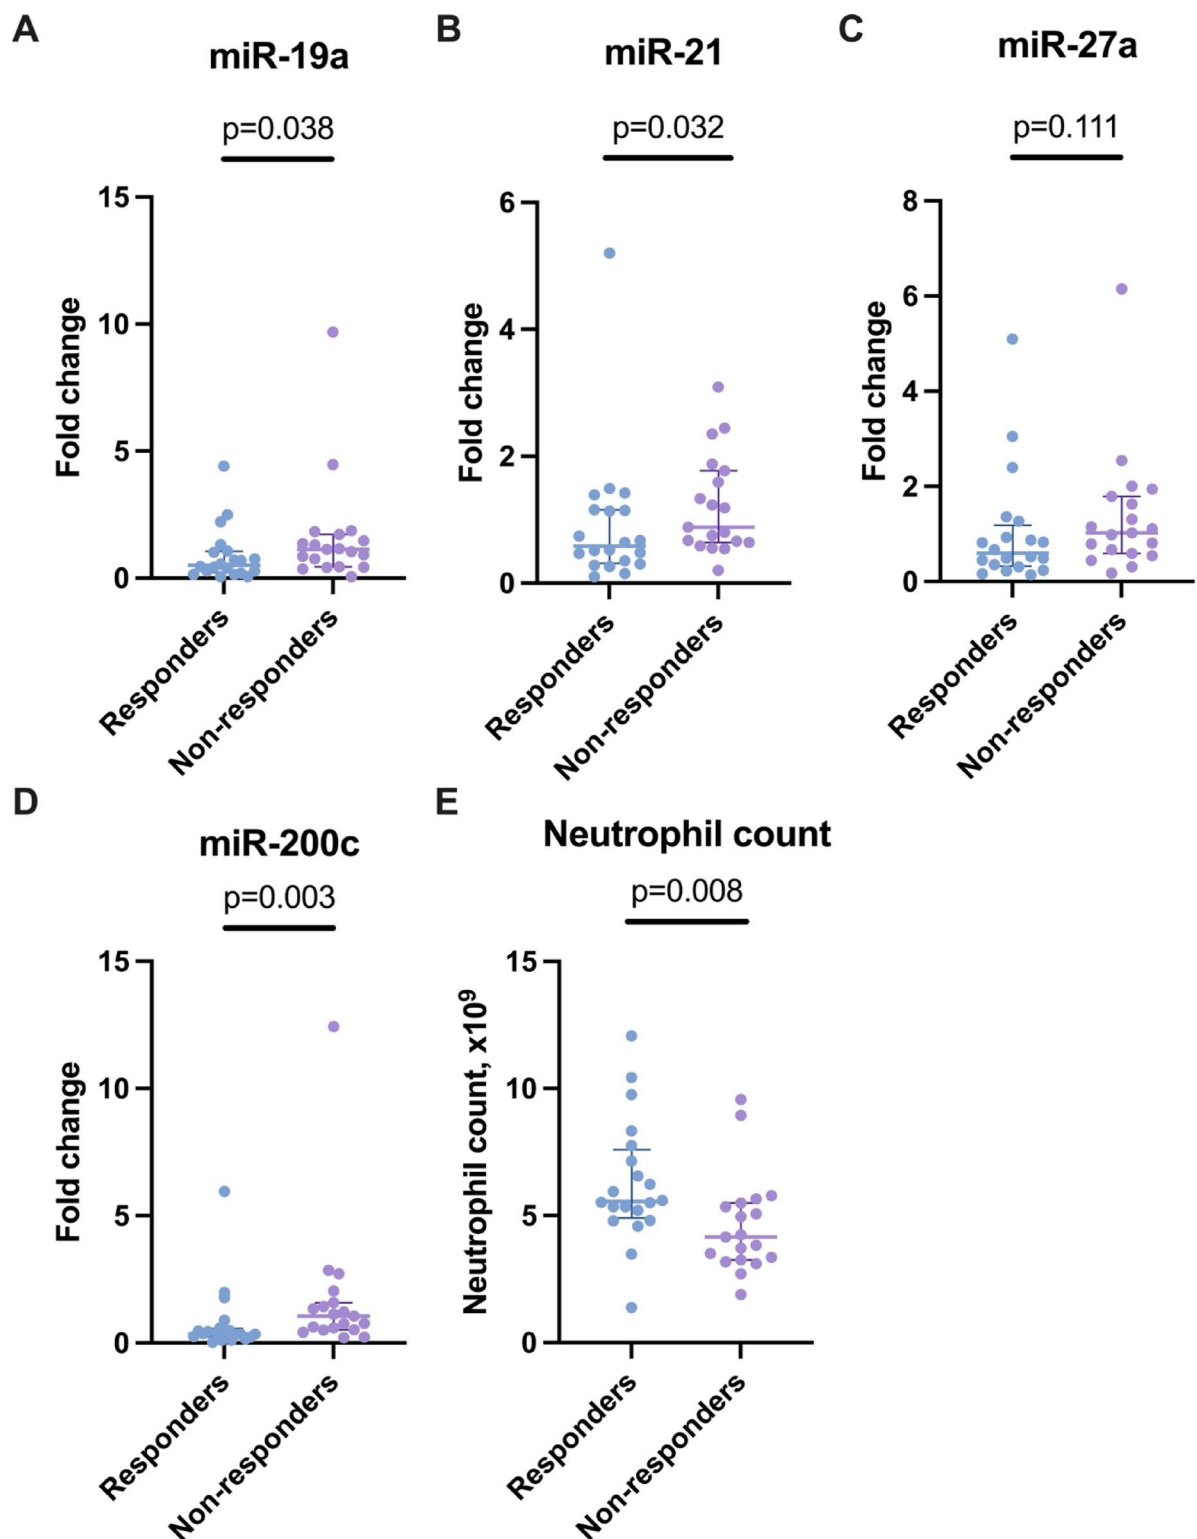 A
miR-19a
p=0.038
Fold change
15
10
5
0
Responders
Non-responders
B
miR-21
p=0.032
Fold change
6
4
2
0
Responders
Non-responders
C
miR-27a
p=0.111
Fold change
8
6
4
2
0
Responders
Non-responders
D
miR-200c
p=0.003
Fold change
15
10
5
0
Responders
Non-responders
E
Neutrophil count
p=0.008
Neutrophil count, x10⁹
15
10
5
0
Responders
Non-responders